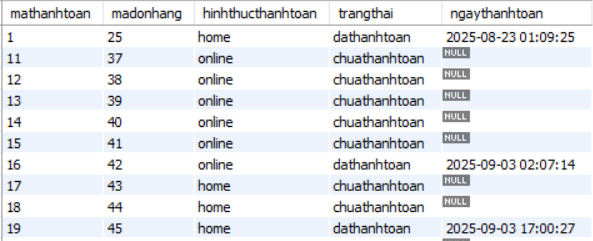 mathanhtoan madonhang hinhthucthanhtoan trangthai ngaythanhtoan
1 25 home dathanhtoan 2025-08-23 01:09:25
11 37 online chuathanhtoan NULL
12 38 online chuathanhtoan NULL
13 39 online chuathanhtoan NULL
14 40 online chuathanhtoan NULL
15 41 online chuathanhtoan NULL
16 42 online dathanhtoan 2025-09-03 02:07:14
17 43 home chuathanhtoan NULL
18 44 home chuathanhtoan NULL
19 45 home dathanhtoan 2025-09-03 17:00:27